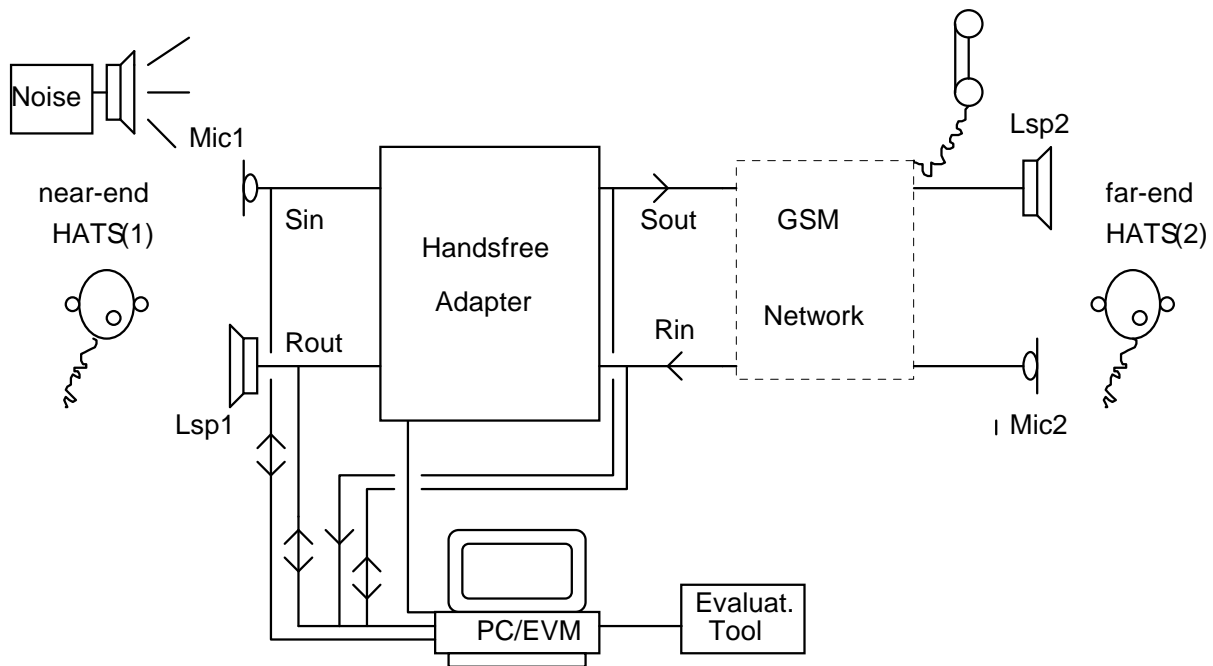 Noise
Mic1
Lsp2
near-end
HATS(1)
far-end
HATS(2)
Sin
Sout
GSM
Handsfree
Adapter
Rout
Rin
Network
Lsp1
Mic2
PC/EVM
Evaluat.
Tool